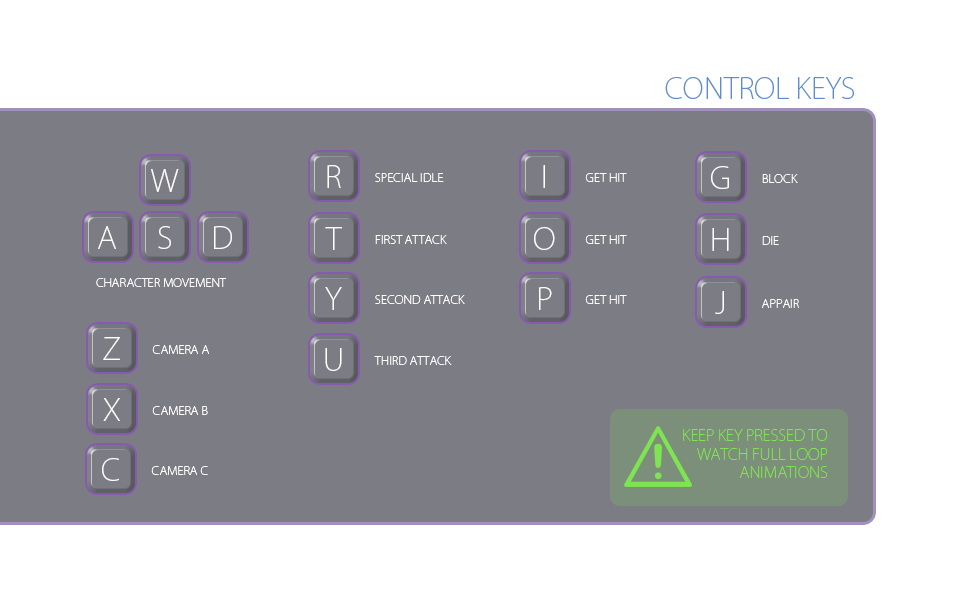 CONTROL KEYS
W
A S D
CHARACTER MOVEMENT
Z CAMERA A
X CAMERA B
C CAMERA C
R SPECIAL IDLE
T FIRST ATTACK
Y SECOND ATTACK
U THIRD ATTACK
I GET HIT
O GET HIT
P GET HIT
G BLOCK
H DIE
J APPAIR
KEEP KEY PRESSED TO
WATCH FULL LOOP
ANIMATIONS